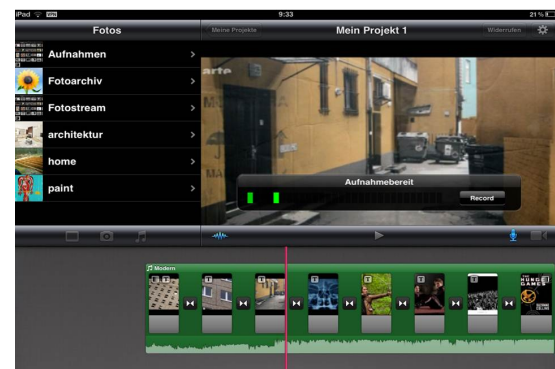 iPad VPN 9:33 21 %
Fotos
Meine Projekte Mein Projekt 1 Widerrufen
Aufnahmen
Fotoarchiv
Fotostream
architektur
home
paint
arte
Aufnahmebereit
Record
Modern
T T T T T T T
THE HUNGER GAMES